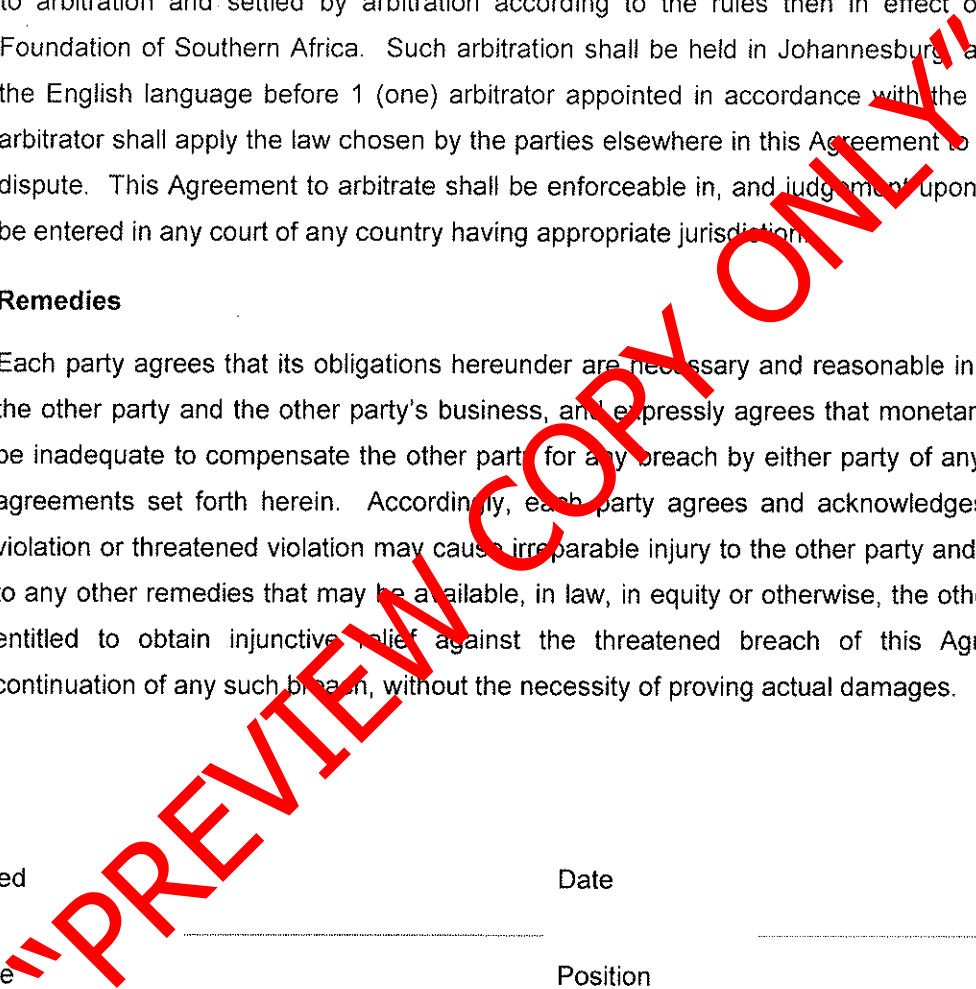 to arbitration and settled by arbitration according to the rules then in effect
Foundation of Southern Africa. Such arbitration shall be held in Johannesburg
the English language before 1 (one) arbitrator appointed in accordance with the
arbitrator shall apply the law chosen by the parties elsewhere in this Agreement to
dispute. This Agreement to arbitrate shall be enforceable in, and judgement upon
be entered in any court of any country having appropriate jurisdiction.
Remedies
Each party agrees that its obligations hereunder are necessary and reasonable in
the other party and the other party's business, and expressly agrees that monetar
be inadequate to compensate the other party for any breach by either party of any
agreements set forth herein. Accordingly, each party agrees and acknowledges
violation or threatened violation may cause irreparable injury to the other party and
to any other remedies that may be available, in law, in equity or otherwise, the oth
entitled to obtain injunctive relief against the threatened breach of this Agr
continuation of any such breach, without the necessity of proving actual damages.
ed Date
e Position
"PREVIEW COPY ONLY"